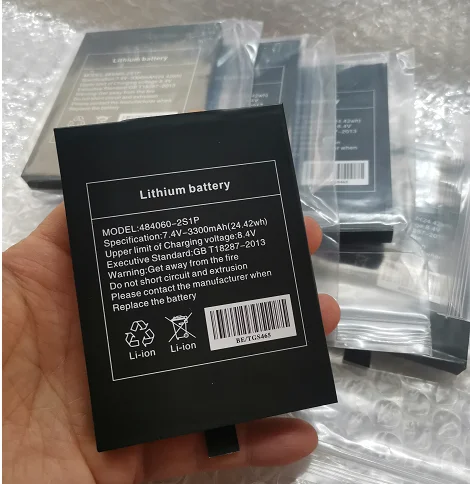 Lithium battery
Lithium battery
MODEL:484060-2S1P
Specification:7.4V-3300mAh(24.42wh)
Upper limit of Charging voltage:8.4V
Executive Standard:GB T18287-2013
Warning:Get away from the fire
Do not short circuit and extrusion
Please contact the manufacturer when
Replace the battery
Li-ion
Li-ion
BE/TGS465